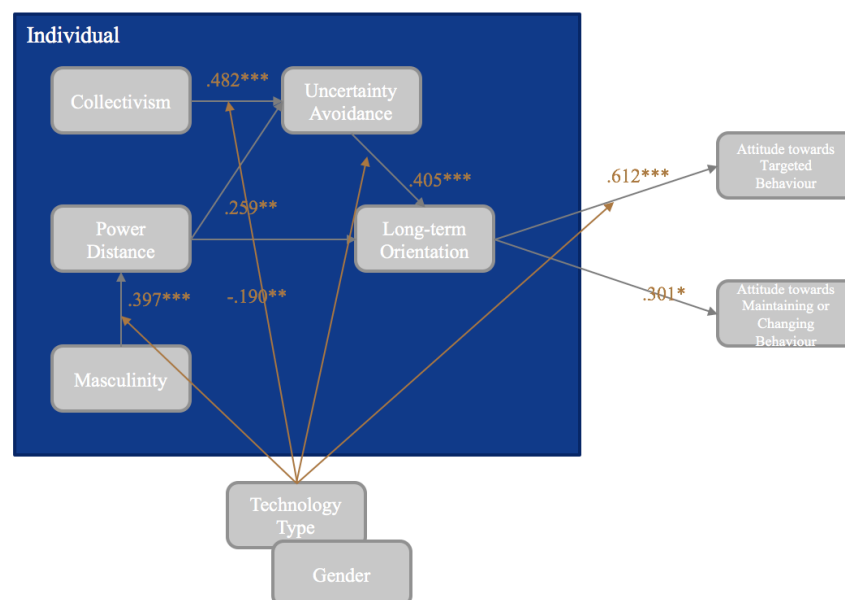 Individual
.482***
Collectivism
Uncertainty
Avoidance
.405***
.612***
Attitude towards
Targeted
Behaviour
.259**
Power
Distance
Long-term
Orientation
.397***
-.190**
.301*
Attitude towards
Maintaining or
Changing
Behaviour
Masculinity
Technology
Type
Gender